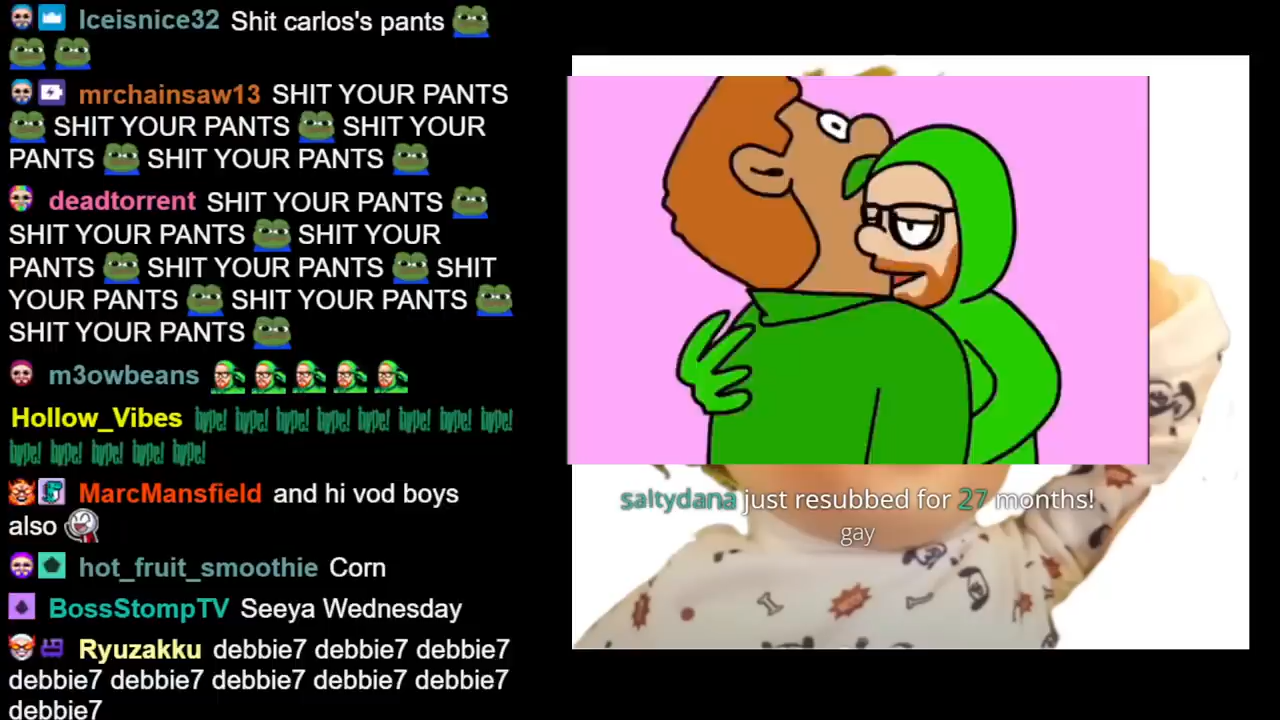 Iceisnice32 Shit carlos's pants
mrchainsaw13 SHIT YOUR PANTS
SHIT YOUR PANTS SHIT YOUR
PANTS SHIT YOUR PANTS
deadtorrent SHIT YOUR PANTS
SHIT YOUR PANTS SHIT YOUR
PANTS SHIT YOUR PANTS SHIT
YOUR PANTS SHIT YOUR PANTS
SHIT YOUR PANTS
m3owbeans
Hollow_Vibes hype! hype! hype! hype! hype! hype! hype! hype!
hype! hype! hype! hype! hype!
MarcMansfield and hi vod boys
also
hot_fruit_smoothie Corn
BossStompTV Seeya Wednesday
Ryuzakku debbie7 debbie7 debbie7
debbie7 debbie7 debbie7 debbie7 debbie7
debbie7
saltydana just resubbed for 27 months!
gay